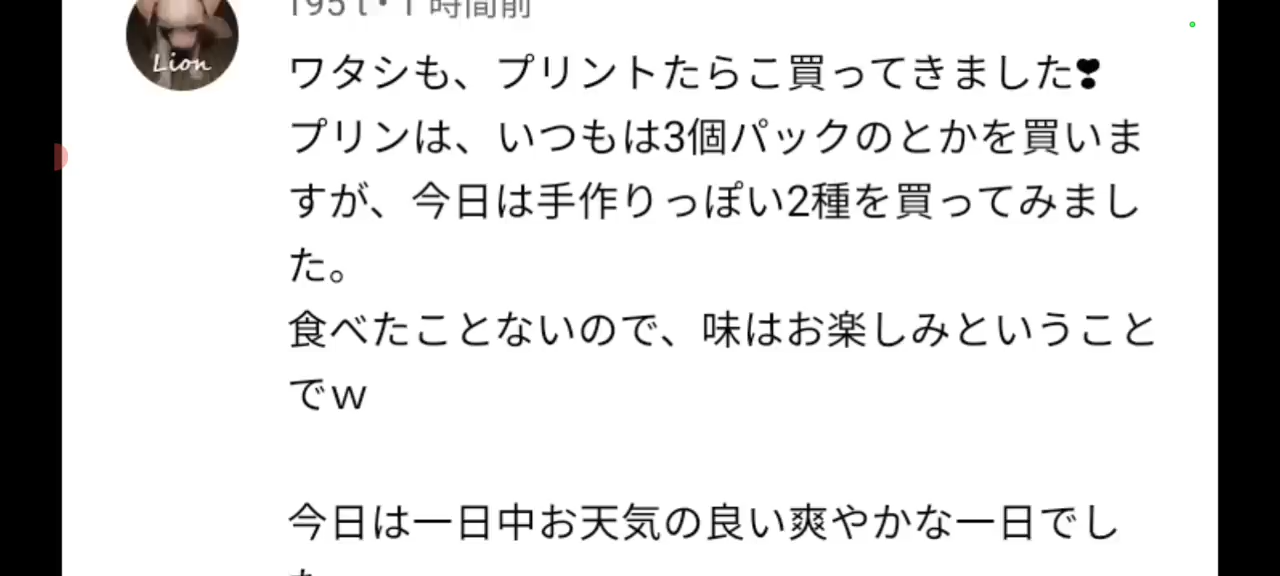 195 t • 1 時間前
Lion
ワタシも、プリントたらこ買ってきました❣
プリンは、いつもは3個パックのとかを買いま
すが、今日は手作りっぽい2種を買ってみまし
た。
食べたことないので、味はお楽しみということ
でｗ
今日は一日中お天気の良い爽やかな一日でし